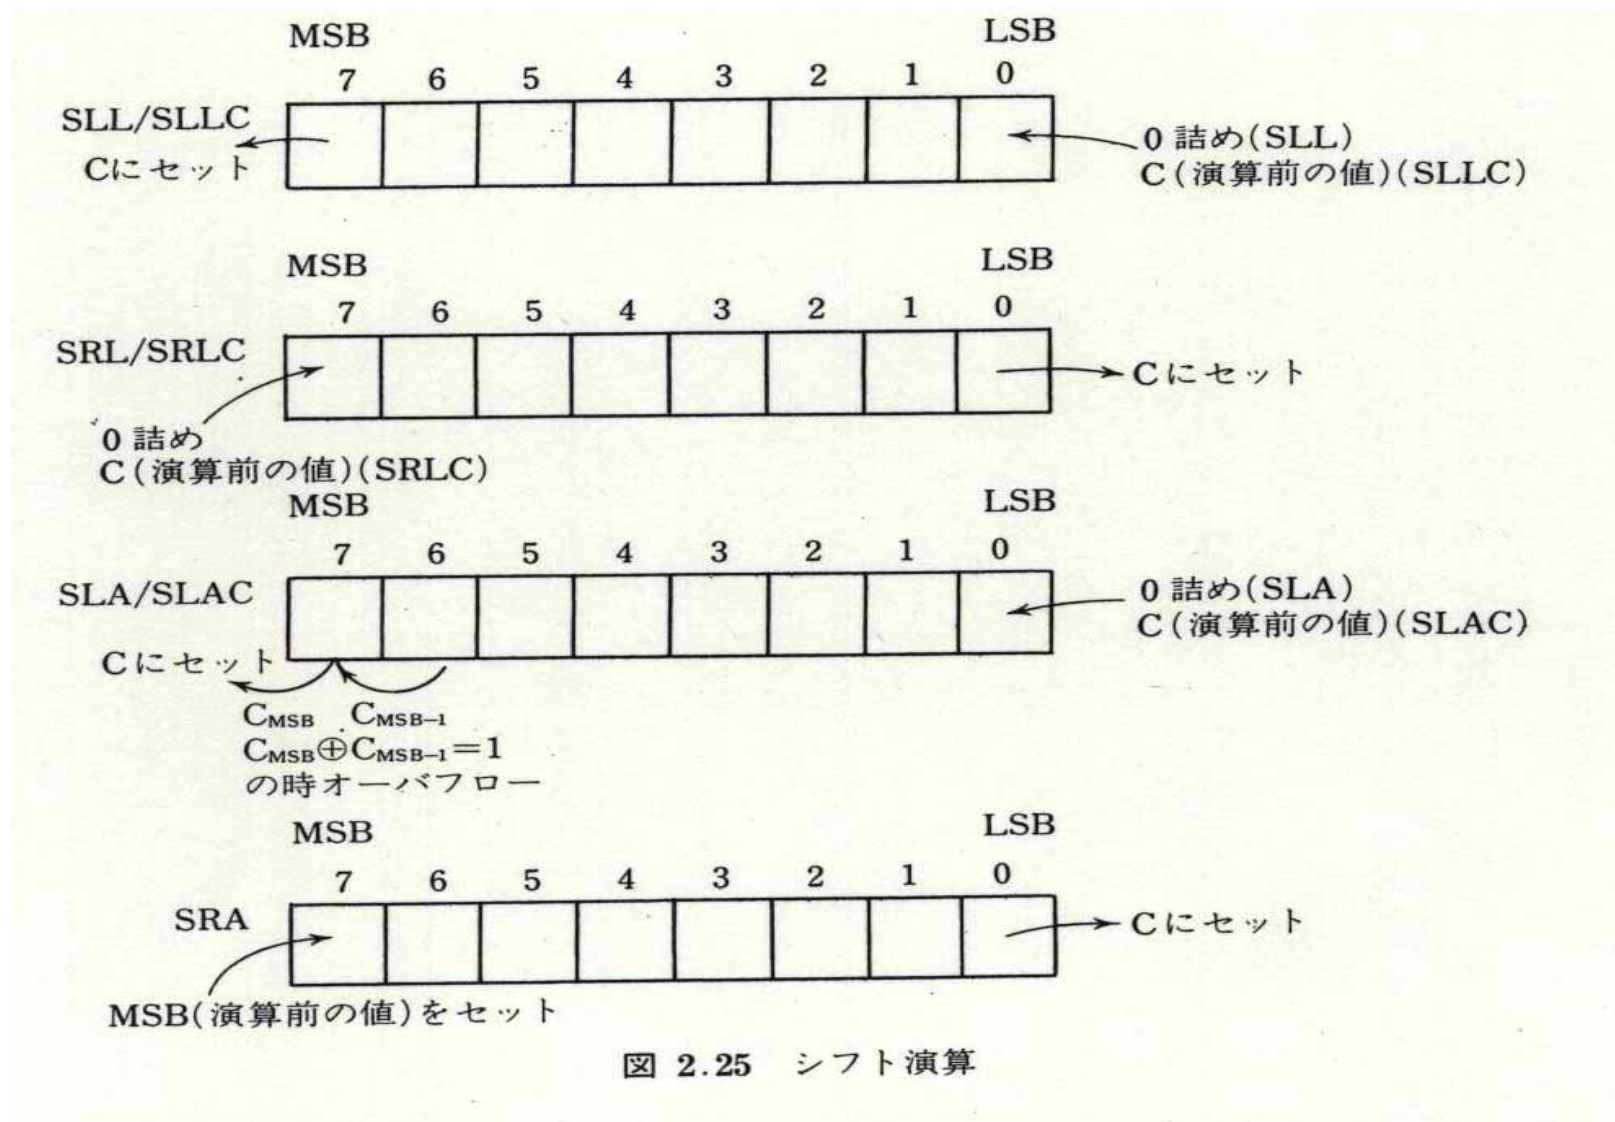 MSB LSB
7 6 5 4 3 2 1 0
SLL/SLLC
Cにセット
0 詰め(SLL)
C(演算前の値)(SLLC)
MSB LSB
7 6 5 4 3 2 1 0
SRL/SRLC
Cにセット
0 詰め
C(演算前の値)(SRLC)
MSB LSB
7 6 5 4 3 2 1 0
SLA/SLAC
0 詰め(SLA)
C(演算前の値)(SLAC)
Cにセット
CMSB CMSB−1
CMSB⊕CMSB−1=1
の時オーバフロー
MSB LSB
7 6 5 4 3 2 1 0
SRA
Cにセット
MSB(演算前の値)をセット
図 2.25 シフト演算